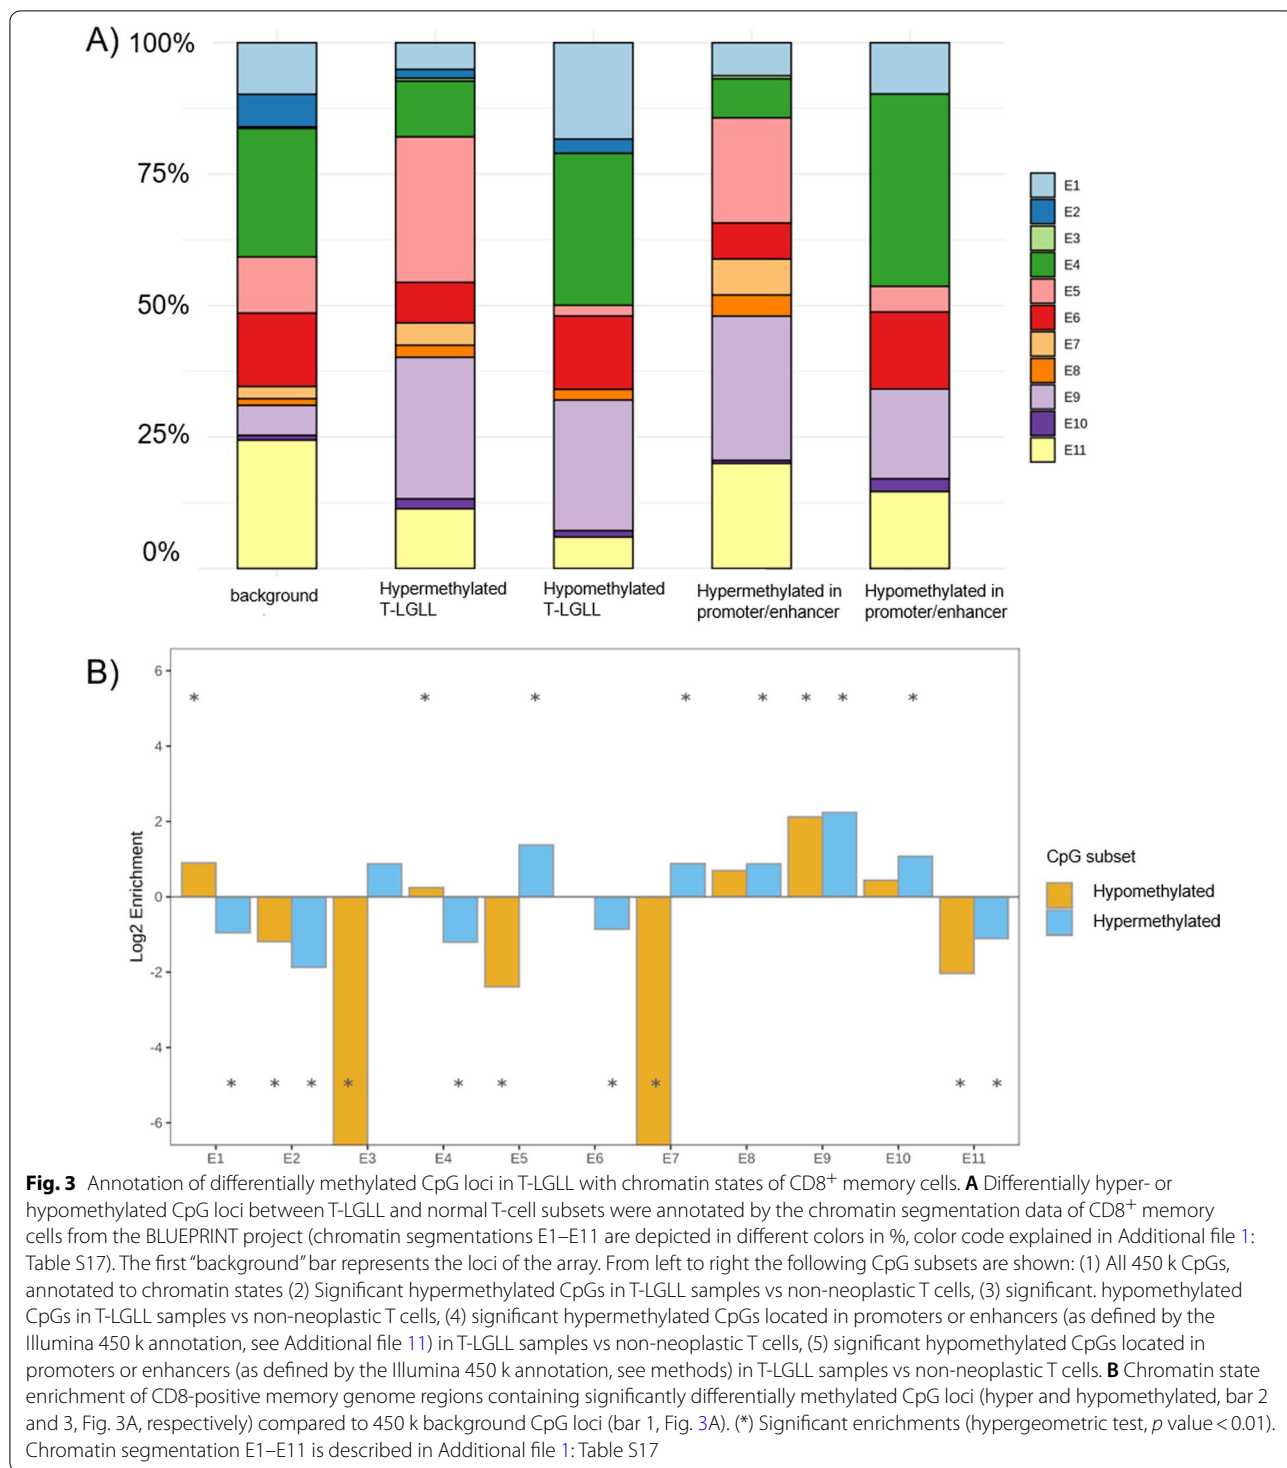 A) 100%
75%
50%
25%
0%
background
Hypermethylated
T-LGLL
Hypomethylated
T-LGLL
Hypermethylated in
promoter/enhancer
Hypomethylated in
promoter/enhancer
E1
E2
E3
E4
E5
E6
E7
E8
E9
E10
E11
B)
6
4
2
0
-2
-4
-6
Log2 Enrichment
* * * * * * * *
* * * * * * * * * *
E1 E2 E3 E4 E5 E6 E7 E8 E9 E10 E11
CpG subset
Hypomethylated
Hypermethylated
Fig. 3 Annotation of differentially methylated CpG loci in T-LGLL with chromatin states of CD8+ memory cells. A Differentially hyper- or
hypomethylated CpG loci between T-LGLL and normal T-cell subsets were annotated by the chromatin segmentation data of CD8+ memory
cells from the BLUEPRINT project (chromatin segmentations E1–E11 are depicted in different colors in %, color code explained in Additional file 1:
Table S17). The first “background” bar represents the loci of the array. From left to right the following CpG subsets are shown: (1) All 450 k CpGs,
annotated to chromatin states (2) Significant hypermethylated CpGs in T-LGLL samples vs non-neoplastic T cells, (3) significant. hypomethylated
CpGs in T-LGLL samples vs non-neoplastic T cells, (4) significant hypermethylated CpGs located in promoters or enhancers (as defined by the
Illumina 450 k annotation, see Additional file 11) in T-LGLL samples vs non-neoplastic T cells, (5) significant hypomethylated CpGs located in
promoters or enhancers (as defined by the Illumina 450 k annotation, see methods) in T-LGLL samples vs non-neoplastic T cells. B Chromatin state
enrichment of CD8-positive memory genome regions containing significantly differentially methylated CpG loci (hyper and hypomethylated, bar 2
and 3, Fig. 3A, respectively) compared to 450 k background CpG loci (bar 1, Fig. 3A). (*) Significant enrichments (hypergeometric test, p value < 0.01).
Chromatin segmentation E1–E11 is described in Additional file 1: Table S17